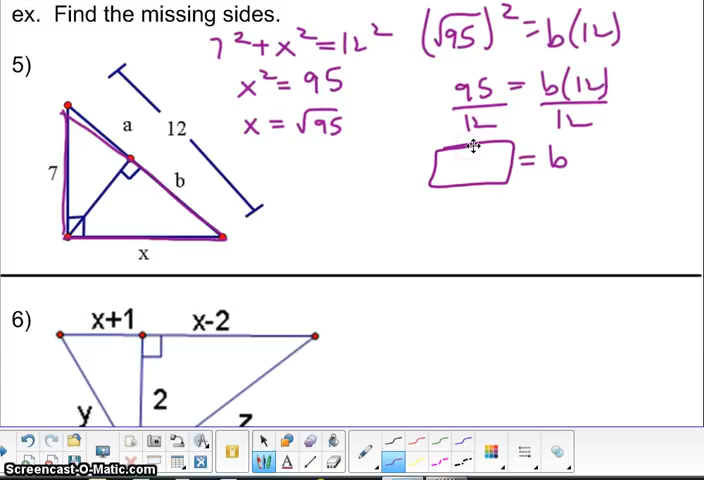 ex. Find the missing sides.
7² + x² = 12²
(√95)² = b(12)
5)
x² = 95
95/12 = b(12)/12
x = √95
= b
a
12
7
b
x
6)
x+1
x-2
2
y
z
A
Screencast-O-Matic.com